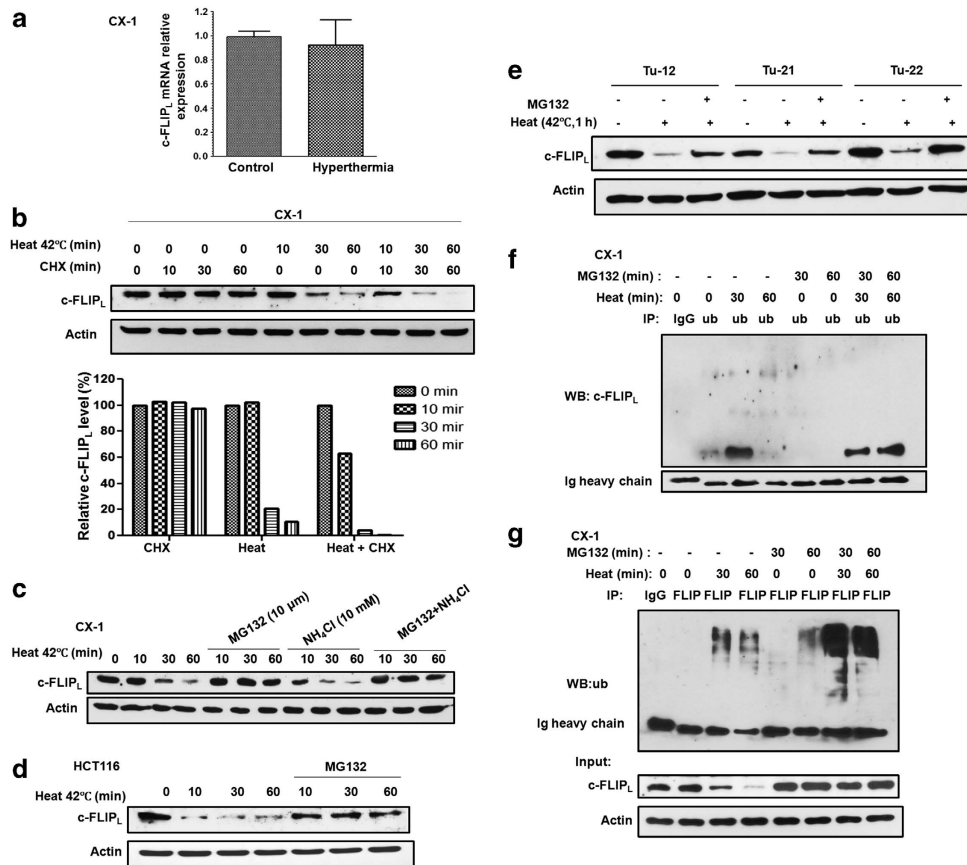 a
CX-1
c-FLIPL mRNA relative
expression
1.2
1.0
0.8
0.6
0.4
0.2
0.0
Control Hyperthermia
b
CX-1
Heat 42℃ (min) 0 0 0 0 10 30 60 10 30 60
CHX (min) 0 10 30 60 0 0 0 10 30 60
c-FLIPL
Actin
Relative c-FLIPL level (%)
120
100
80
60
40
20
0
0 min
10 mir
30 mir
60 mir
CHX Heat Heat + CHX
c
CX-1
MG132 (10 μm) NH4Cl (10 mM) MG132+NH4Cl
Heat 42℃ (min) 0 10 30 60 10 30 60 10 30 60 10 30 60
c-FLIPL
Actin
d
HCT116 MG132
Heat 42℃ (min) 0 10 30 60 10 30 60
c-FLIPL
Actin
e
Tu-12 Tu-21 Tu-22
MG132 - - + - - + - - +
Heat (42℃,1 h) - + + - + + - + +
c-FLIPL
Actin
f
CX-1
MG132 (min) : - - - - 30 60 30 60
Heat (min): 0 0 30 60 0 0 30 60
IP: IgG ub ub ub ub ub ub ub
WB: c-FLIPL
Ig heavy chain
g
CX-1
MG132 (min) : - - - - 30 60 30 60
Heat (min): 0 0 30 60 0 0 30 60
IP: IgG FLIP FLIP FLIP FLIP FLIP FLIP FLIP
WB:ub
Ig heavy chain
Input:
c-FLIPL
Actin